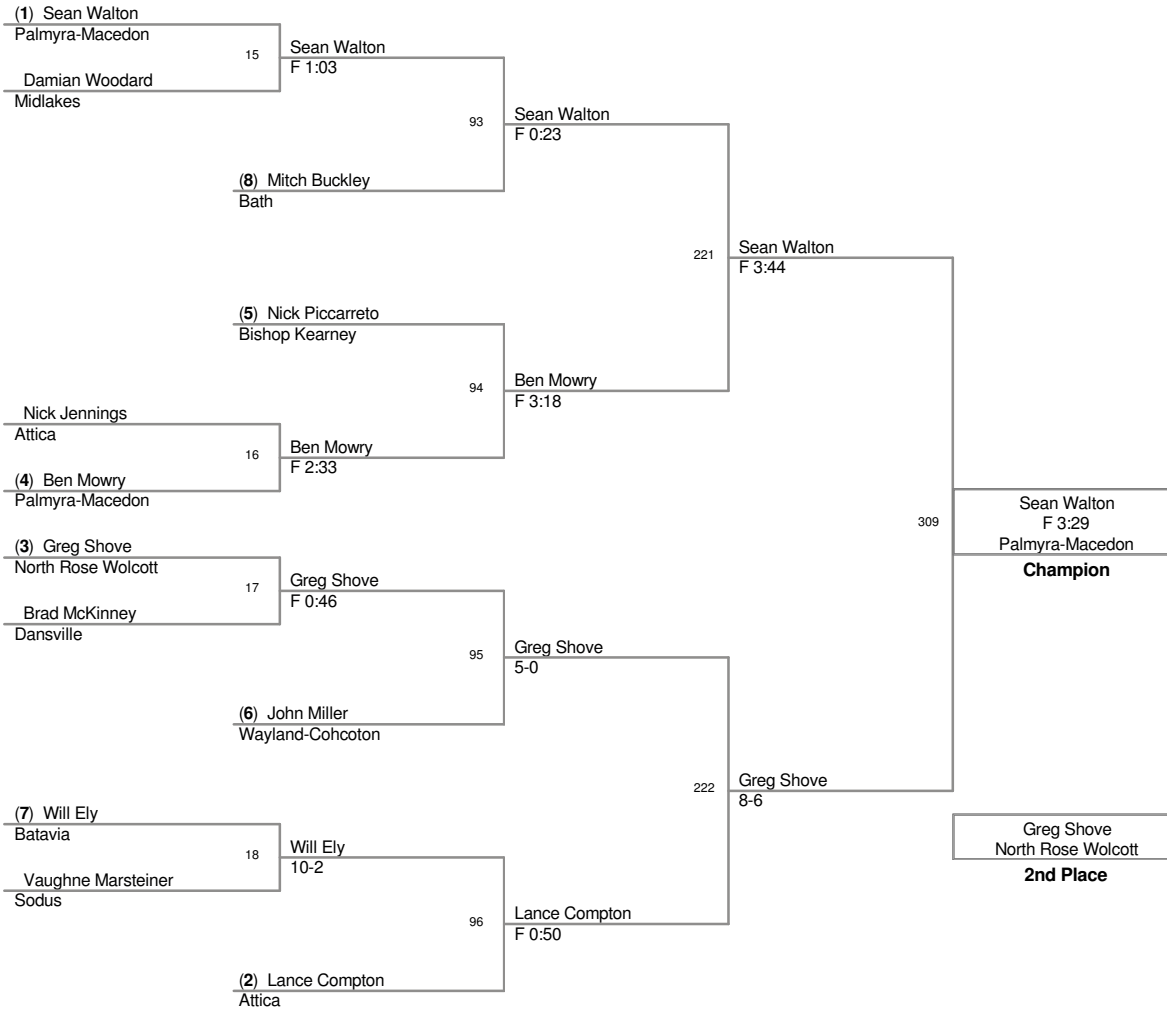 (1) Sean Walton
Palmyra-Macedon
15
Sean Walton
F 1:03
Damian Woodard
Midlakes
93
Sean Walton
F 0:23
(8) Mitch Buckley
Bath
221
Sean Walton
F 3:44
(5) Nick Piccarreto
Bishop Kearney
94
Ben Mowry
F 3:18
Nick Jennings
Attica
16
Ben Mowry
F 2:33
(4) Ben Mowry
Palmyra-Macedon
309
Sean Walton
F 3:29
Palmyra-Macedon
Champion
(3) Greg Shove
North Rose Wolcott
17
Greg Shove
F 0:46
Brad McKinney
Dansville
95
Greg Shove
5-0
(6) John Miller
Wayland-Cohcoton
222
Greg Shove
8-6
(7) Will Ely
Batavia
18
Will Ely
10-2
Vaughne Marsteiner
Sodus
96
Lance Compton
F 0:50
(2) Lance Compton
Attica
Greg Shove
North Rose Wolcott
2nd Place